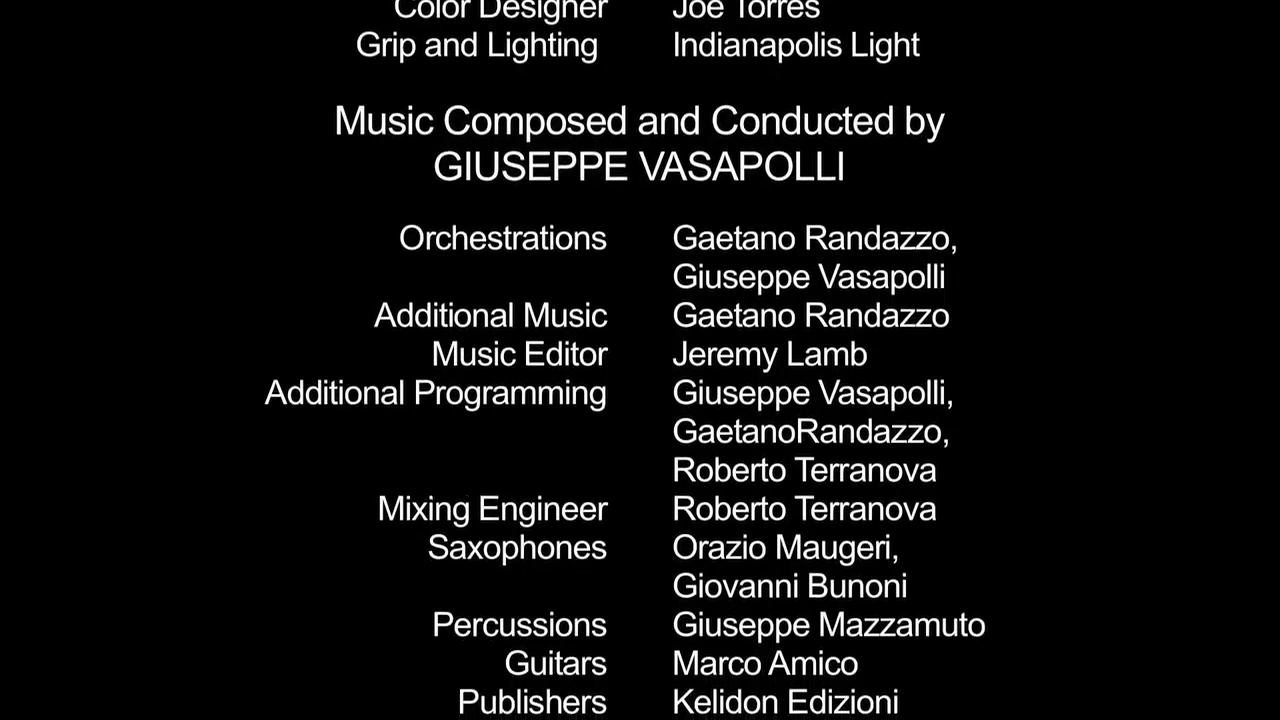 Color Designer Joe Torres
Grip and Lighting Indianapolis Light
Music Composed and Conducted by
GIUSEPPE VASAPOLLI
Orchestrations Gaetano Randazzo,
Giuseppe Vasapolli
Additional Music Gaetano Randazzo
Music Editor Jeremy Lamb
Additional Programming Giuseppe Vasapolli,
GaetanoRandazzo,
Roberto Terranova
Mixing Engineer Roberto Terranova
Saxophones Orazio Maugeri,
Giovanni Bunoni
Percussions Giuseppe Mazzamuto
Guitars Marco Amico
Publishers Kelidon Edizioni